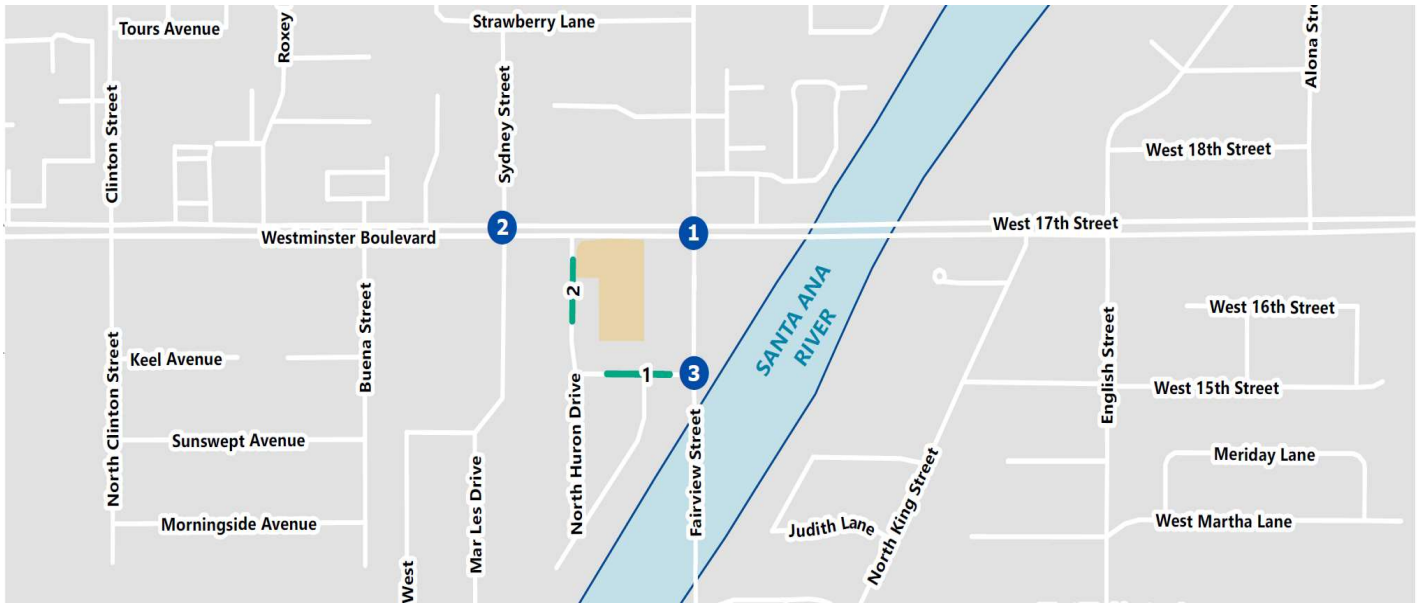 Tours Avenue
Roxey
Strawberry Lane
Alona Stre
Clinton Street
Sydney Street
West 18th Street
2
1
West 17th Street
Westminster Boulevard
2
SANTA ANA
RIVER
West 16th Street
Buena Street
Keel Avenue
1
3
West 15th Street
English Street
North Clinton Street
North Huron Drive
Fairview Street
Sunswept Avenue
Meriday Lane
Mar Les Drive
North King Street
Morningside Avenue
Judith Lane
West Martha Lane
West